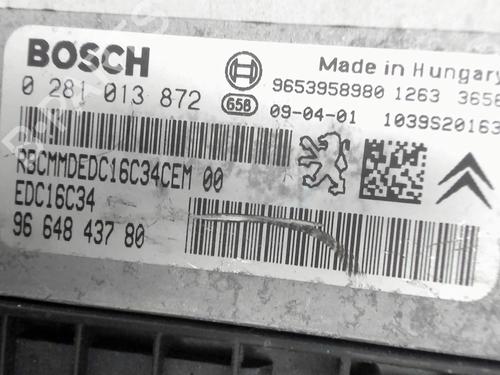 BOSCH
Made in Hungary
0 281 013 872
9653958980 1263
658
09-04-01
1039S20163
RBCMMDEDC16C34CEM 00
EDC16C34
96 648 437 80